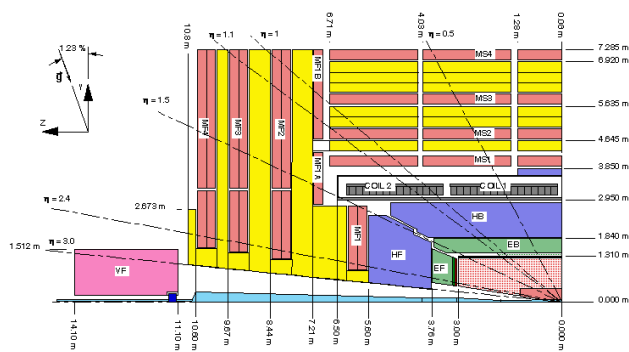 10.8 m
η = 1.1
η = 1
6.71 m
4.03 m
η = 0.5
1.28 m
0.08 m
1.23 %
g
Y
Z
η = 1.5
η = 2.4
2.673 m
1.512 m
η = 3.0
VF
MF4
MF3
MF2
MF1B
MF1A
MF1
MS4
MS3
MS2
MS1
COIL 2
COIL 1
HB
HF
EB
EF
7.285 m
6.920 m
5.635 m
4.645 m
3.850 m
2.950 m
1.840 m
1.310 m
0.000 m
14.10 m
11.10 m
10.60 m
9.67 m
8.44 m
7.21 m
6.50 m
5.80 m
3.76 m
3.00 m
0.000 m